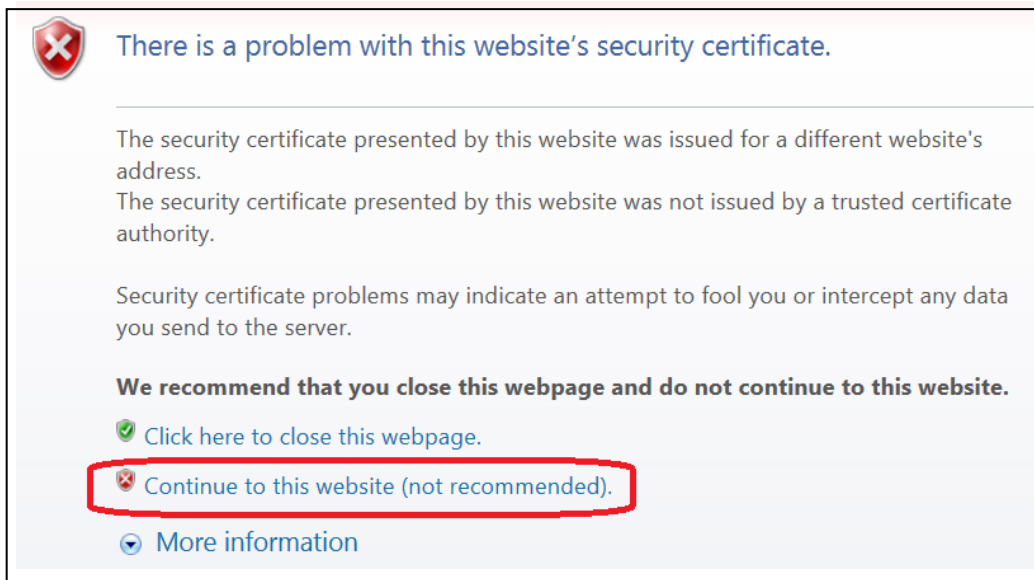 There is a problem with this website’s security certificate.
The security certificate presented by this website was issued for a different website's
address.
The security certificate presented by this website was not issued by a trusted certificate
authority.
Security certificate problems may indicate an attempt to fool you or intercept any data
you send to the server.
We recommend that you close this webpage and do not continue to this website.
Click here to close this webpage.
Continue to this website (not recommended).
More information